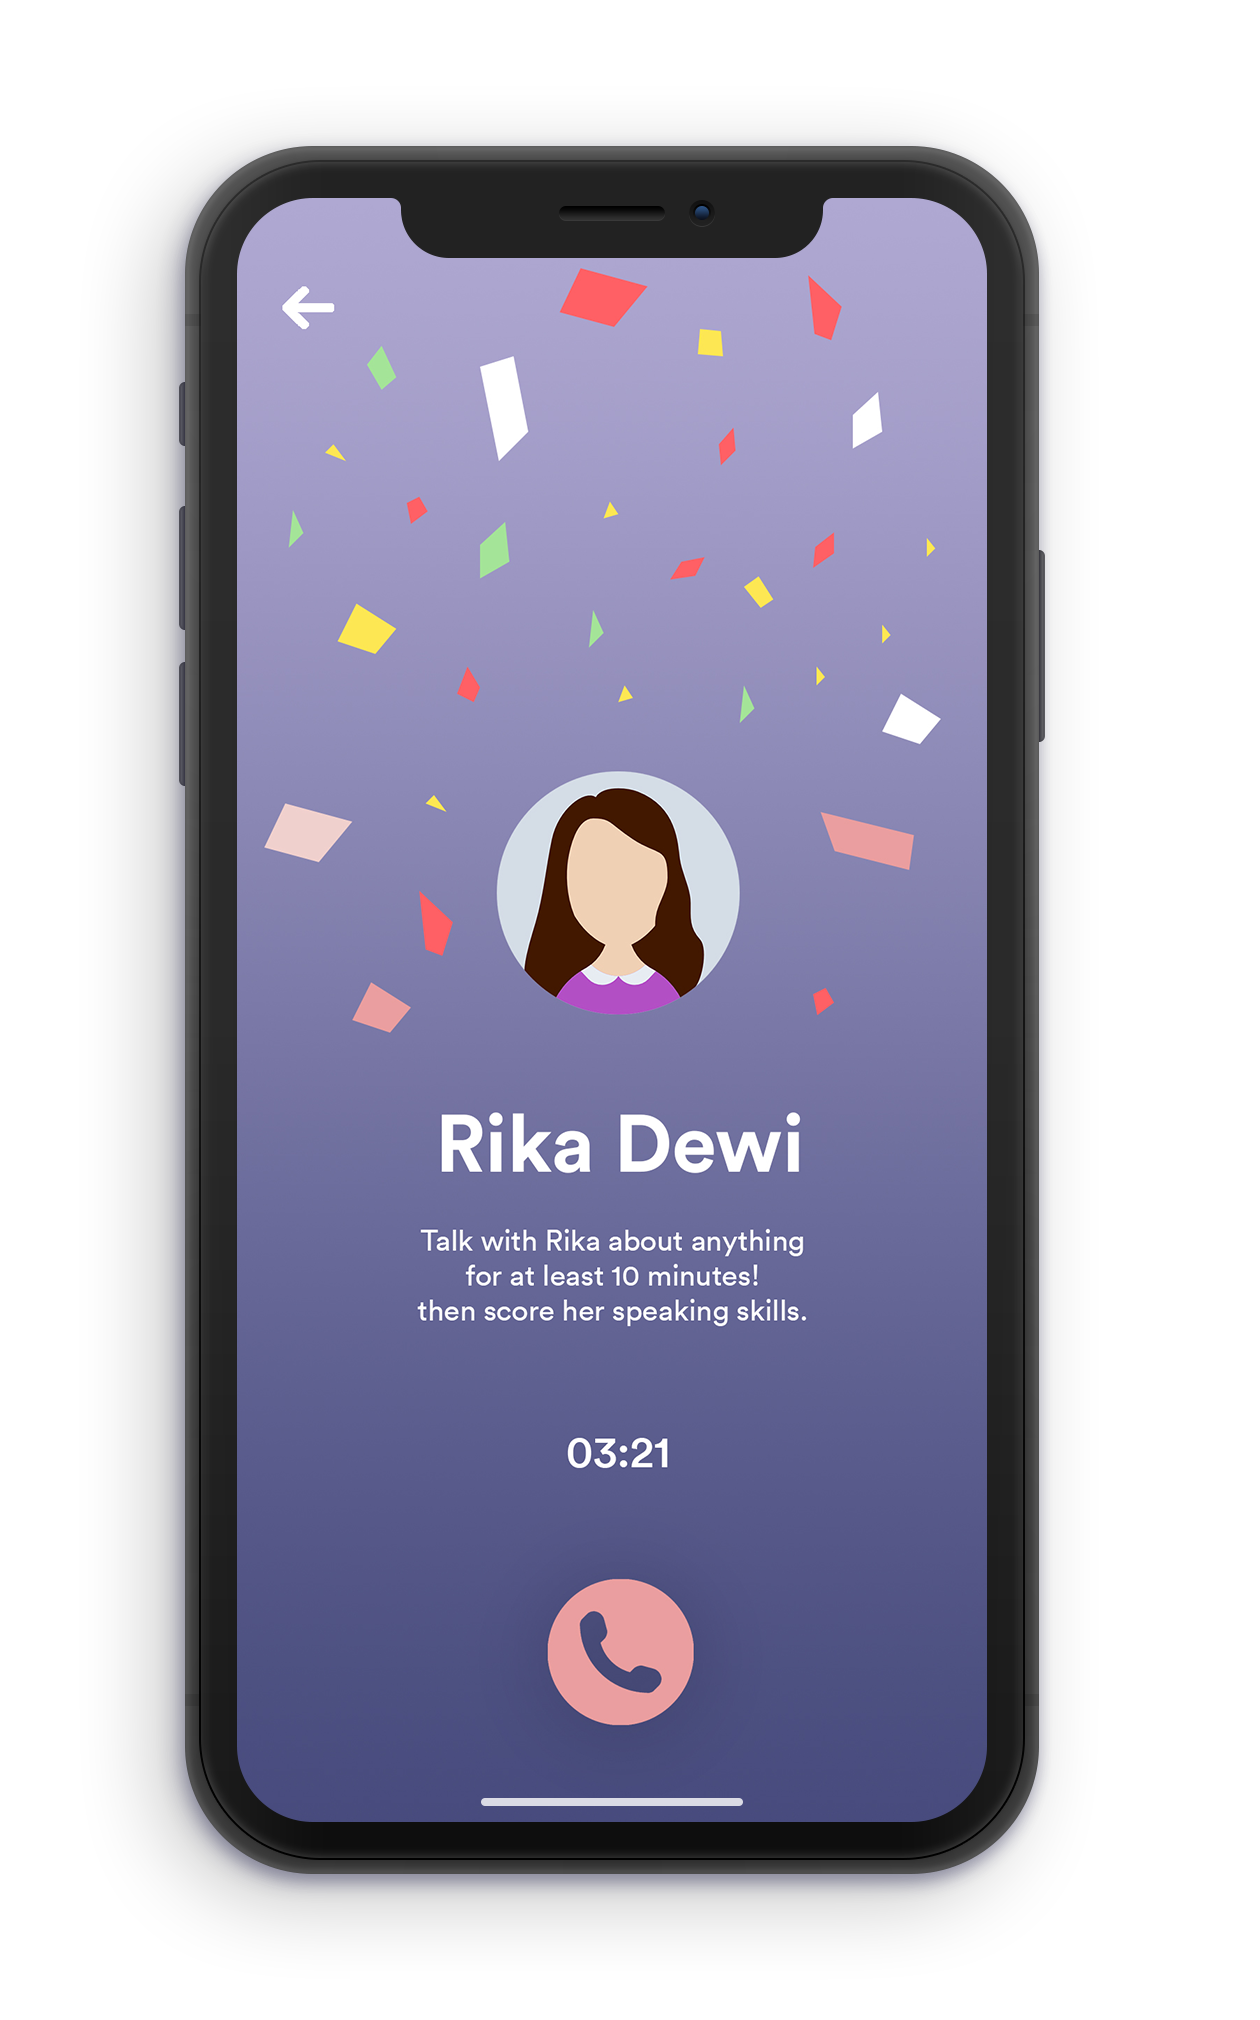 Rika Dewi
Talk with Rika about anything
for at least 10 minutes!
then score her speaking skills.
03:21